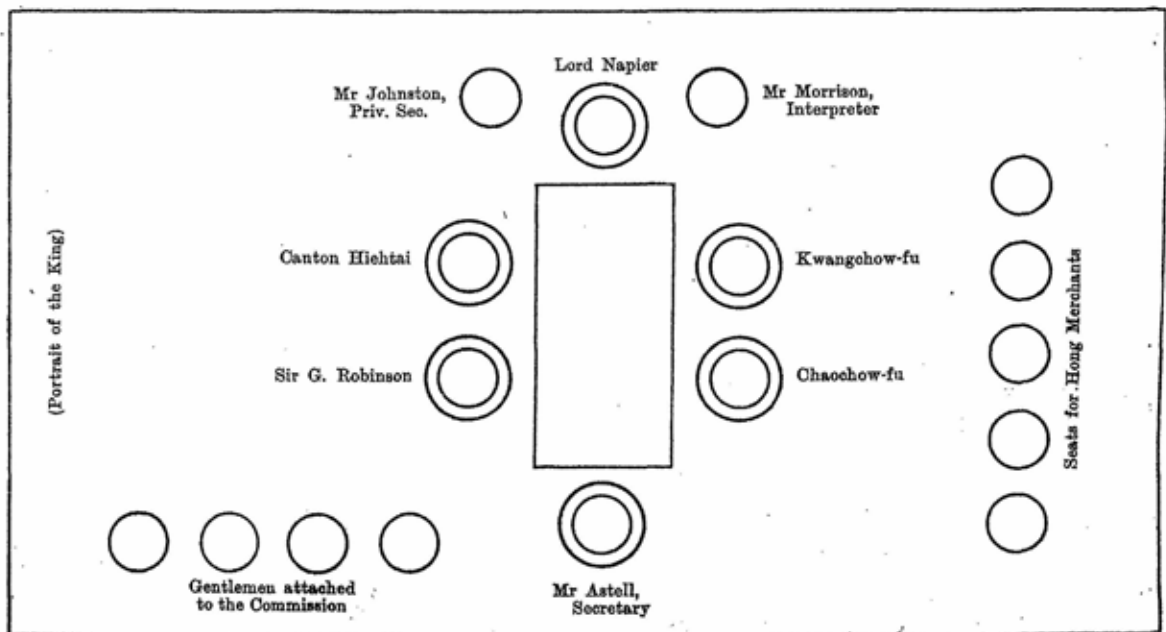 Lord Napier
Mr Johnston,
Priv. Sec.
Mr Morrison,
Interpreter
(Portrait of the King)
Canton Hiehtai
Kwangchow-fu
Sir G. Robinson
Chaochow-fu
Seats for Hong Merchants
Gentlemen attached
to the Commission
Mr Astell,
Secretary